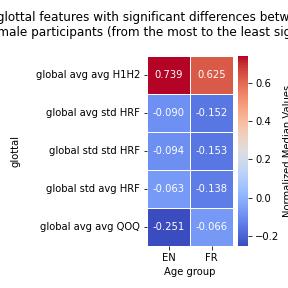 glottal features with significant differences
male participants (from the most to the least
global avg avg H1H2
0.739 0.625
global avg std HRF
-0.090 -0.152
global std std HRF
-0.094 -0.153
global std avg HRF
-0.063 -0.138
global avg avg QOQ
-0.251 -0.066
EN FR
Age group
glottal
0.6
0.4
0.2
0.0
−0.2
Normalized Median Values